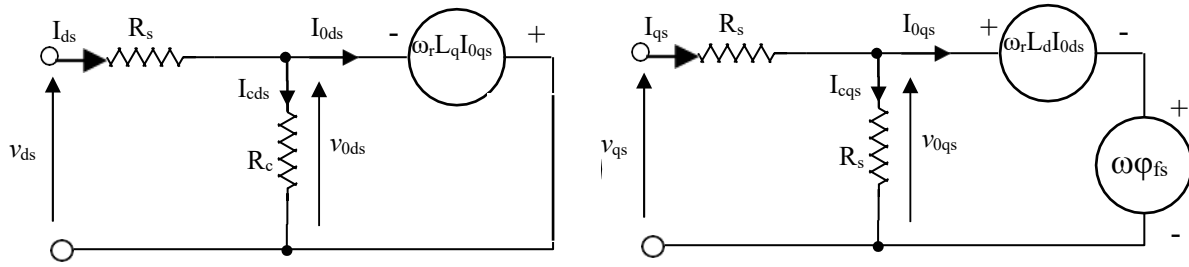 I_ds R_s I_0ds - ω_rL_qI_0qs +
I_cds
v_ds R_c v_0ds
I_qs R_s I_0qs + ω_rL_dI_0ds -
I_cqs +
v_qs R_s v_0qs ωφ_fs
-